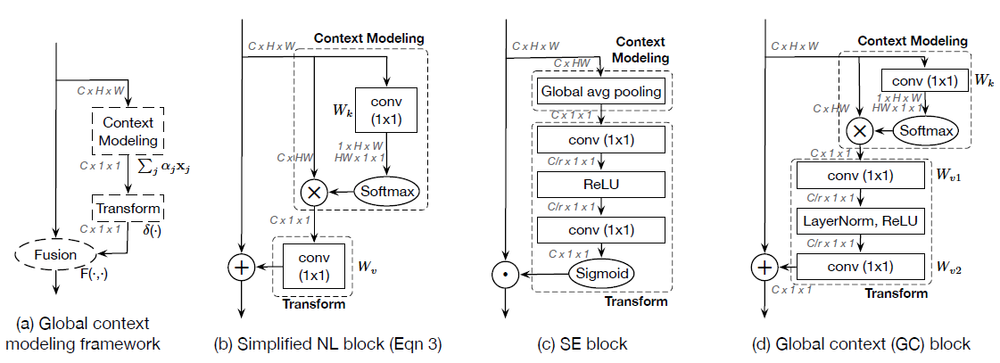 C x H x W
Context
Modeling
C x 1 x 1
∑j αjxj
Transform
C x 1 x 1
δ(·)
Fusion
F(·,·)
(a) Global context
modeling framework
C x H x W
Context Modeling
Wk
conv
(1x1)
1 x H x W
HW x 1 x 1
C x HW
×
Softmax
C x 1 x 1
conv
(1x1)
Wv
+
Transform
(b) Simplified NL block (Eqn 3)
C x H x W
Context
Modeling
C x HW
Global avg pooling
C x 1 x 1
conv (1x1)
C/r x 1 x 1
ReLU
C/r x 1 x 1
conv (1x1)
C x 1 x 1
Sigmoid
Transform
(c) SE block
C x H x W
Context Modeling
conv (1x1)
Wk
1 x H x W
C x HW
HW x 1 x 1
×
Softmax
C x 1 x 1
conv (1x1)
Wv1
C/r x 1 x 1
LayerNorm, ReLU
C/r x 1 x 1
conv (1x1)
Wv2
+
C x 1 x 1
Transform
(d) Global context (GC) block